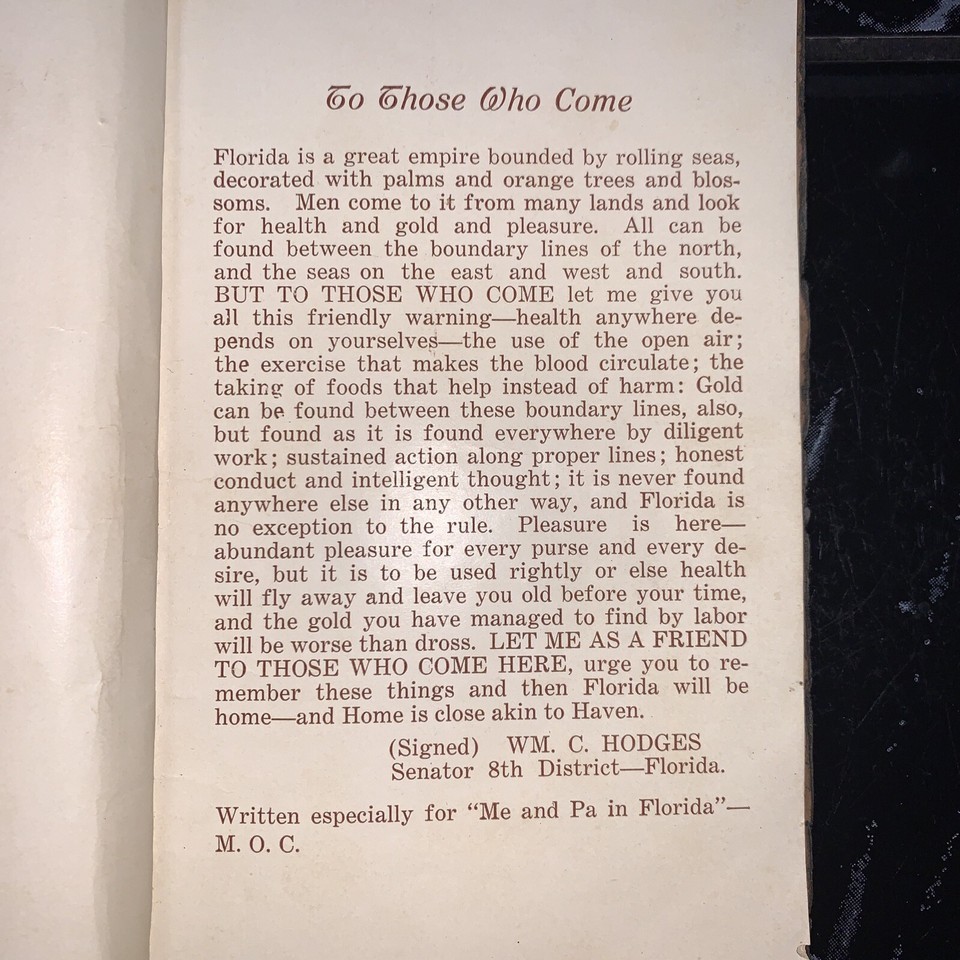 To Those Who Come
Florida is a great empire bounded by rolling seas,
decorated with palms and orange trees and blos-
soms. Men come to it from many lands and look
for health and gold and pleasure. All can be
found between the boundary lines of the north,
and the seas on the east and west and south.
BUT TO THOSE WHO COME let me give you
all this friendly warning—health anywhere de-
pends on yourselves—the use of the open air;
the exercise that makes the blood circulate; the
taking of foods that help instead of harm: Gold
can be found between these boundary lines, also,
but found as it is found everywhere by diligent
work; sustained action along proper lines; honest
conduct and intelligent thought; it is never found
anywhere else in any other way, and Florida is
no exception to the rule. Pleasure is here—
abundant pleasure for every purse and every de-
sire, but it is to be used rightly or else health
will fly away and leave you old before your time,
and the gold you have managed to find by labor
will be worse than dross. LET ME AS A FRIEND
TO THOSE WHO COME HERE, urge you to re-
member these things and then Florida will be
home—and Home is close akin to Haven.
(Signed) WM. C. HODGES
Senator 8th District—Florida.
Written especially for "Me and Pa in Florida"—
M. O. C.